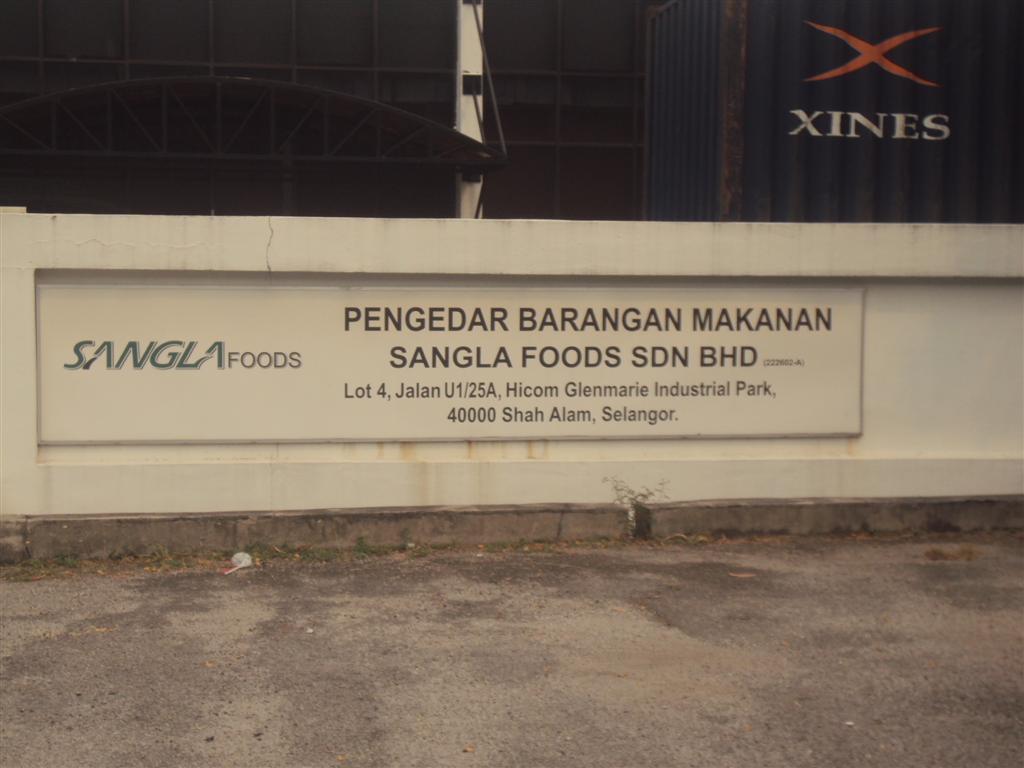 XINES
SANGLA FOODS
PENGEDAR BARANGAN MAKANAN
SANGLA FOODS SDN BHD (222602-A)
Lot 4, Jalan U1/25A, Hicom Glenmarie Industrial Park,
40000 Shah Alam, Selangor.